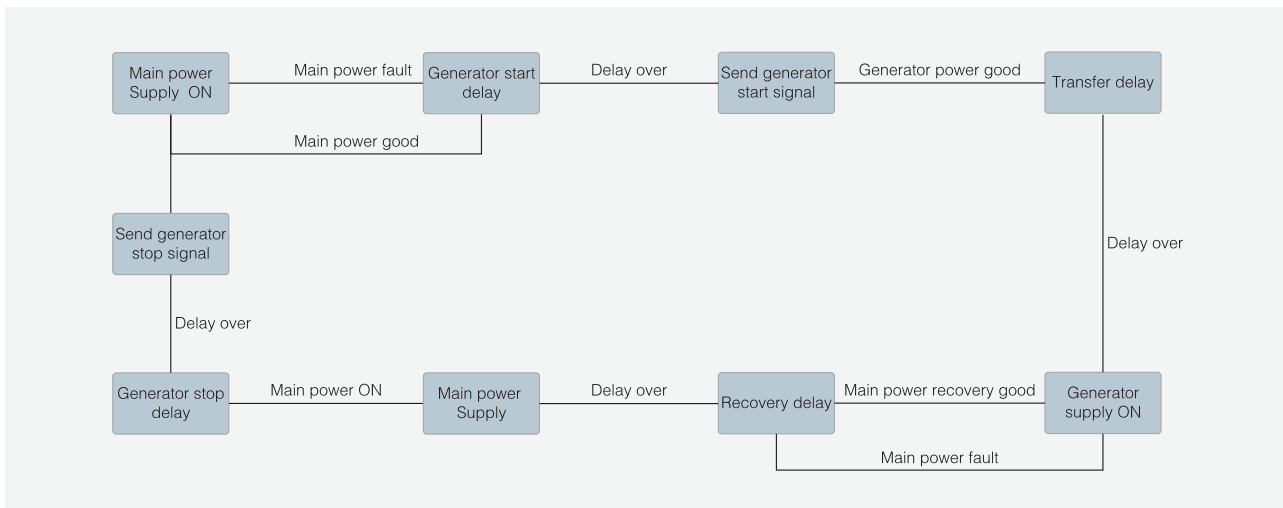 Main power
Supply  ON
Main power fault
Generator start
delay
Delay over
Send generator
start signal
Generator power good
Transfer delay
Main power good
Send generator
stop signal
Delay over
Delay over
Generator stop
delay
Main power ON
Main power
Supply
Delay over
Recovery delay
Main power recovery good
Generator
supply ON
Main power fault